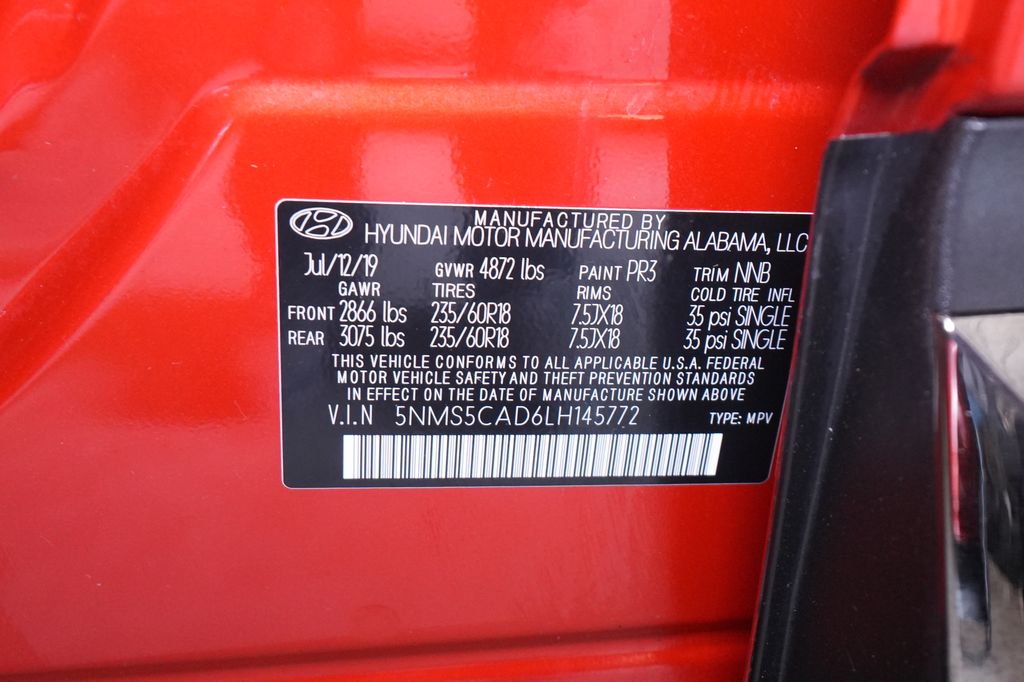 MANUFACTURED BY
HYUNDAI MOTOR MANUFACTURING ALABAMA, LLC
Jul/12/19 GVWR 4872 lbs PAINT PR3 TRIM NNB
GAWR TIRES RIMS COLD TIRE INFL
FRONT 2866 lbs 235/60R18 7.5JX18 35 psi SINGLE
REAR 3075 lbs 235/60R18 7.5JX18 35 psi SINGLE
THIS VEHICLE CONFORMS TO ALL APPLICABLE U.S.A. FEDERAL
MOTOR VEHICLE SAFETY AND THEFT PREVENTION STANDARDS
IN EFFECT ON THE DATE OF MANUFACTURE SHOWN ABOVE
V.I.N 5NMS5CAD6LH145772 TYPE: MPV